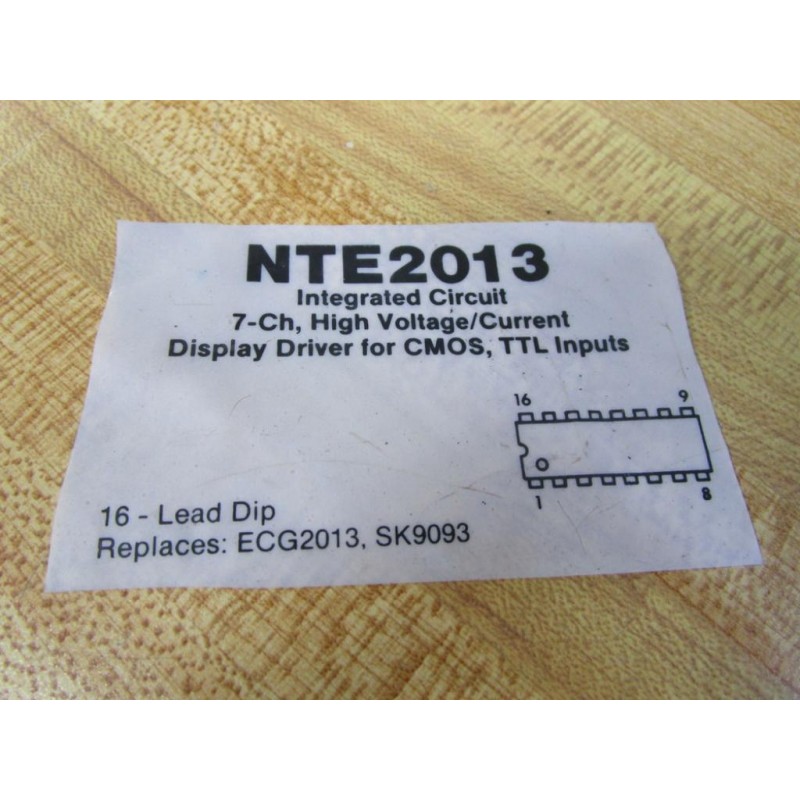 NTE2013
Integrated Circuit
7-Ch, High Voltage/Current
Display Driver for CMOS, TTL Inputs
16 9
1 8
16 - Lead Dip
Replaces: ECG2013, SK9093